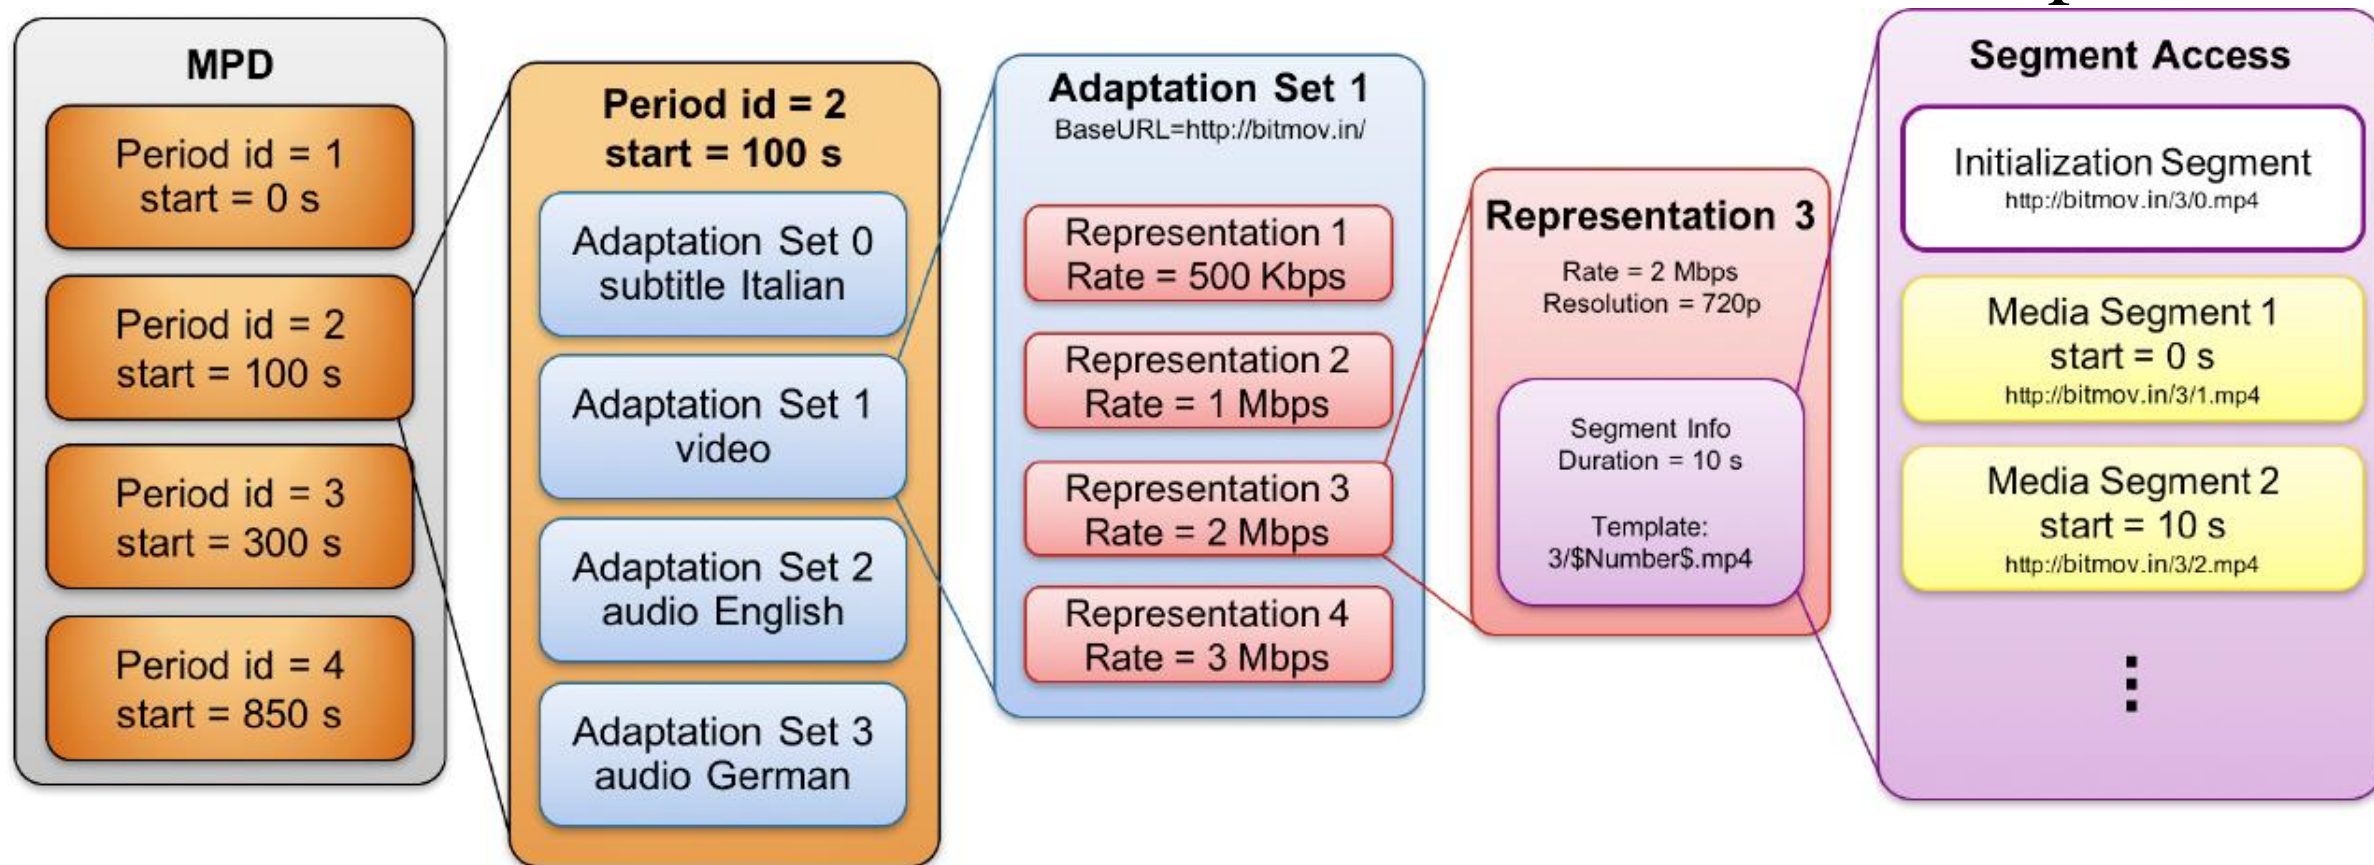 MPD
Period id = 1
start = 0 s
Period id = 2
start = 100 s
Period id = 3
start = 300 s
Period id = 4
start = 850 s
Period id = 2
start = 100 s
Adaptation Set 0
subtitle Italian
Adaptation Set 1
video
Adaptation Set 2
audio English
Adaptation Set 3
audio German
Adaptation Set 1
BaseURL=http://bitmov.in/
Representation 1
Rate = 500 Kbps
Representation 2
Rate = 1 Mbps
Representation 3
Rate = 2 Mbps
Representation 4
Rate = 3 Mbps
Representation 3
Rate = 2 Mbps
Resolution = 720p
Segment Info
Duration = 10 s
Template:
3/$Number$.mp4
Segment Access
Initialization Segment
http://bitmov.in/3/0.mp4
Media Segment 1
start = 0 s
http://bitmov.in/3/1.mp4
Media Segment 2
start = 10 s
http://bitmov.in/3/2.mp4